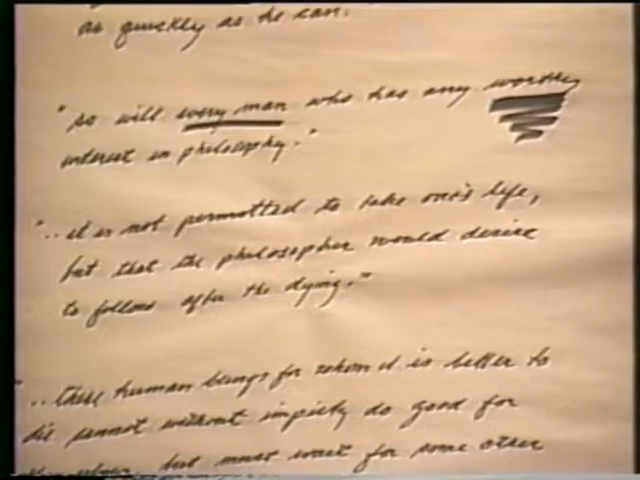 as quickly as he can.
"so will every man who has any worthy
interest in philosophy."
"..it is not permitted to take one's life,
but that the philosopher would desire
to follow after the dying."
"..these human beings for whom it is better to
die cannot without impiety do good for
but must wait for some other